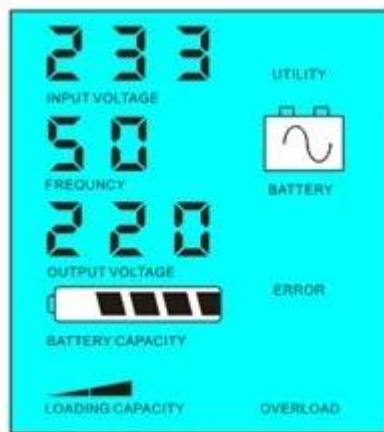 233
UTILITY
INPUT VOLTAGE
50
FREQUNCY
BATTERY
220
OUTPUT VOLTAGE
ERROR
BATTERY CAPACITY
LOADING CAPACITY
OVERLOAD